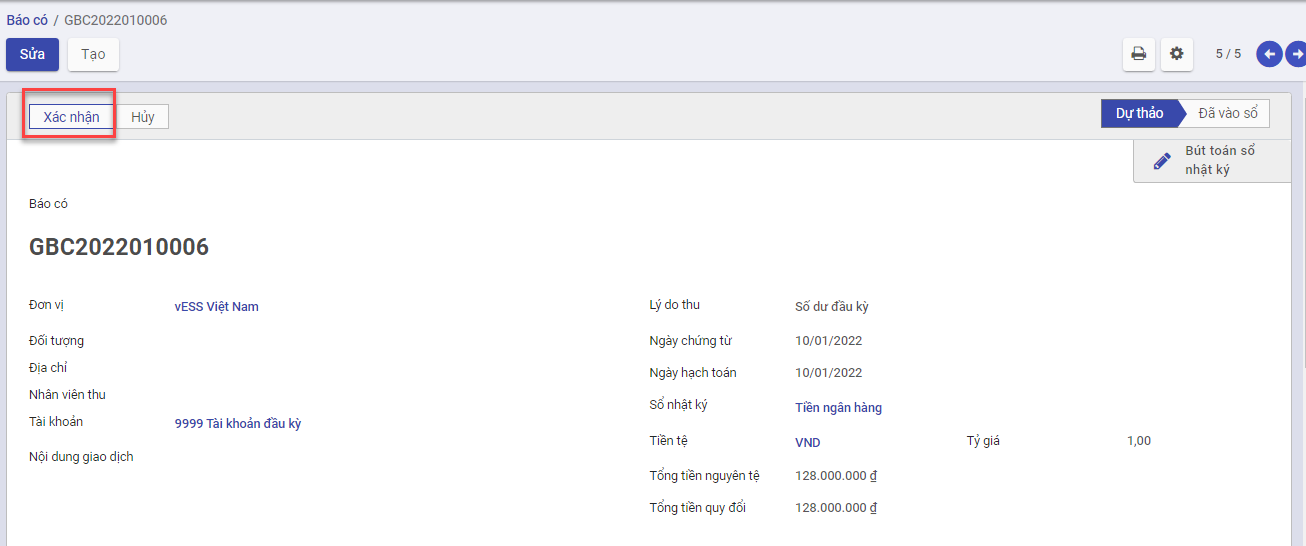 Báo có / GBC2022010006
Sửa Tạo 5 / 5
Xác nhận Hủy Dự thảo Đã vào sổ
Bút toán sổ
nhật ký
Báo có
GBC2022010006
Đơn vị vESS Việt Nam Lý do thu Số dư đầu kỳ
Đối tượng Ngày chứng từ 10/01/2022
Địa chỉ Ngày hạch toán 10/01/2022
Nhân viên thu Sổ nhật ký Tiền ngân hàng
Tài khoản 9999 Tài khoản đầu kỳ Tiền tệ VND Tỷ giá 1,00
Nội dung giao dịch Tổng tiền nguyên tệ 128.000.000 ₫
Tổng tiền quy đổi 128.000.000 ₫